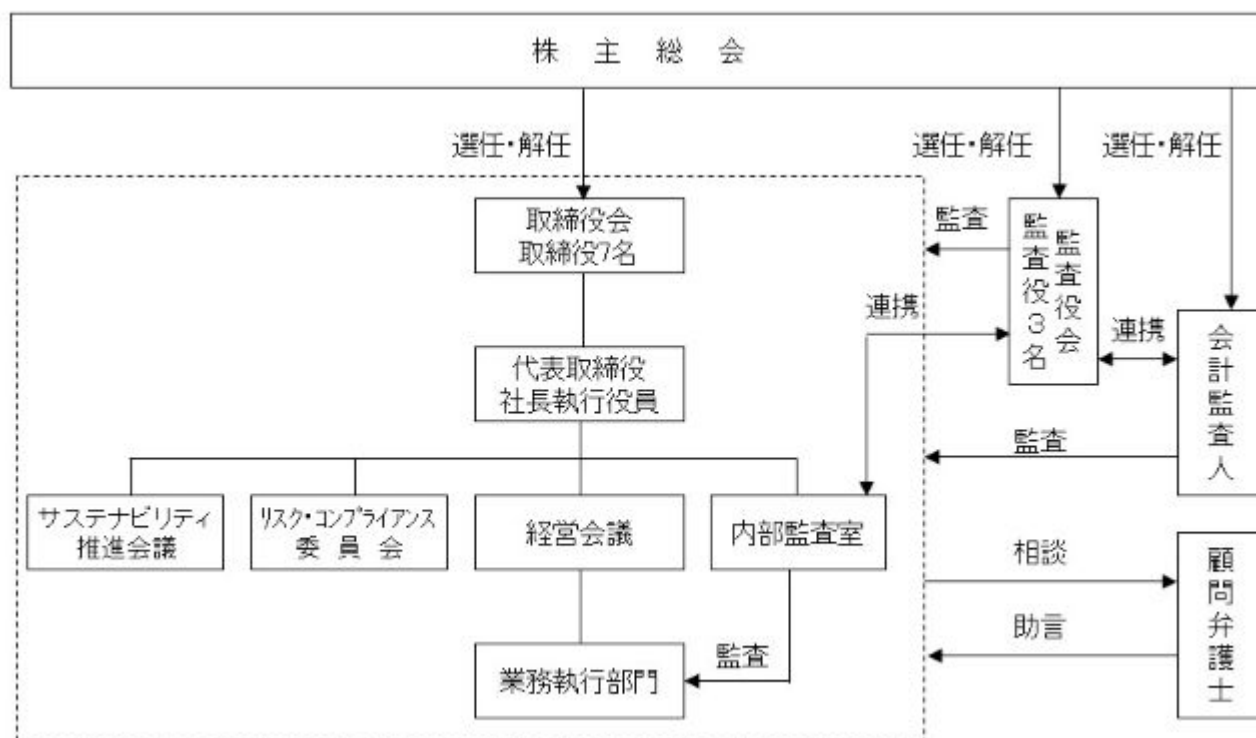 株主総会
選任・解任
選任・解任
選任・解任
取締役会
取締役7名
監査
監査役会
監査役3名
連携
連携
会計監査人
代表取締役
社長執行役員
監査
サステナビリティ
推進会議
リスク・コンプライアンス
委員会
経営会議
内部監査室
相談
顧問弁護士
助言
業務執行部門
監査